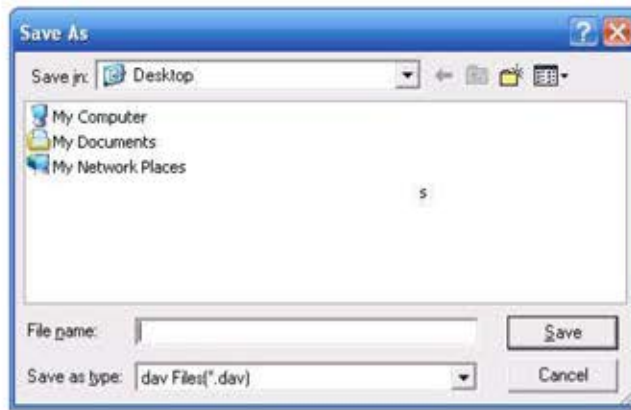 Save As
Save in: Desktop
My Computer
My Documents
My Network Places
s
File name:
Save
Save as type: dav Files(*.dav)
Cancel